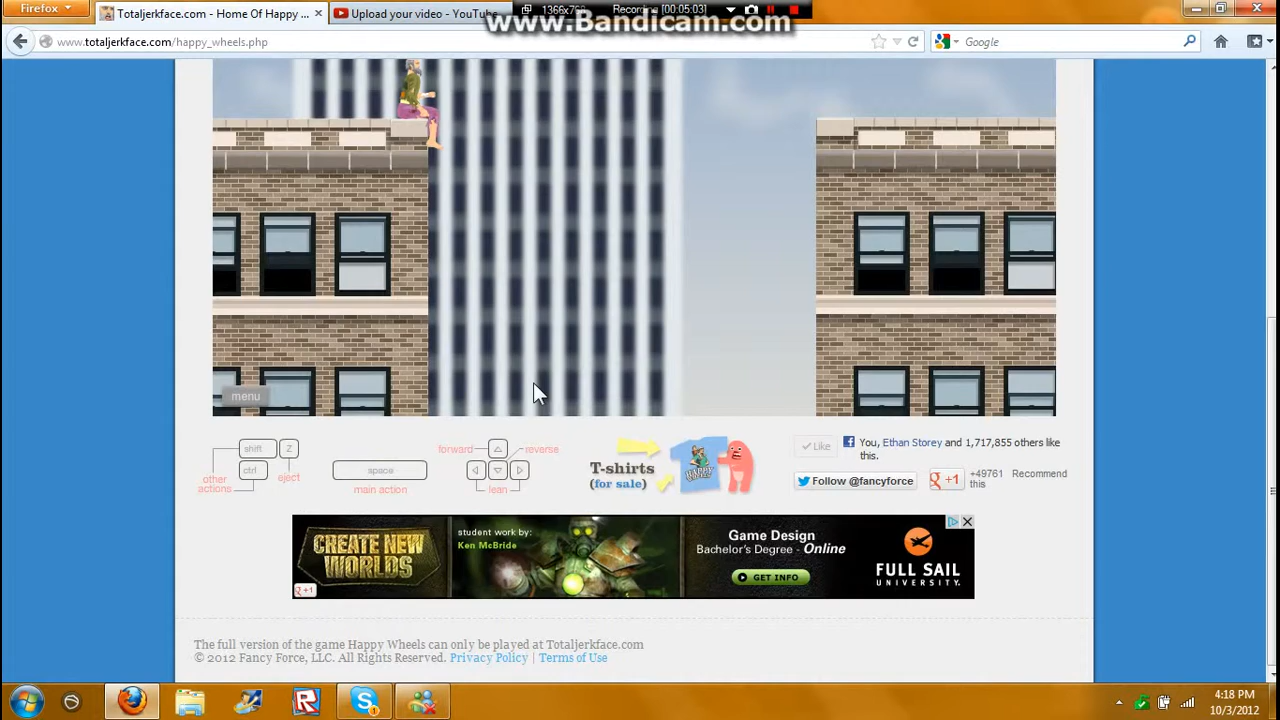 Firefox
Totaljerkface.com - Home Of Happy ...
Upload your video - YouTube
1366x768
Recording [00:05:03]
www.Bandicam.com
www.totaljerkface.com/happy_wheels.php
Google
menu
shift
Z
ctrl
eject
other
actions
space
main action
forward
reverse
lean
T-shirts
(for sale)
HAPPY
Like
You, Ethan Storey and 1,717,855 others like
this.
Follow @fancyforce
+1
+49761
Recommend
this
CREATE NEW
WORLDS
+1
student work by:
Ken McBride
Game Design
Bachelor's Degree - Online
GET INFO
FULL SAIL
UNIVERSITY.
The full version of the game Happy Wheels can only be played at Totaljerkface.com
© 2012 Fancy Force, LLC. All Rights Reserved. Privacy Policy | Terms of Use
4:18 PM
10/3/2012